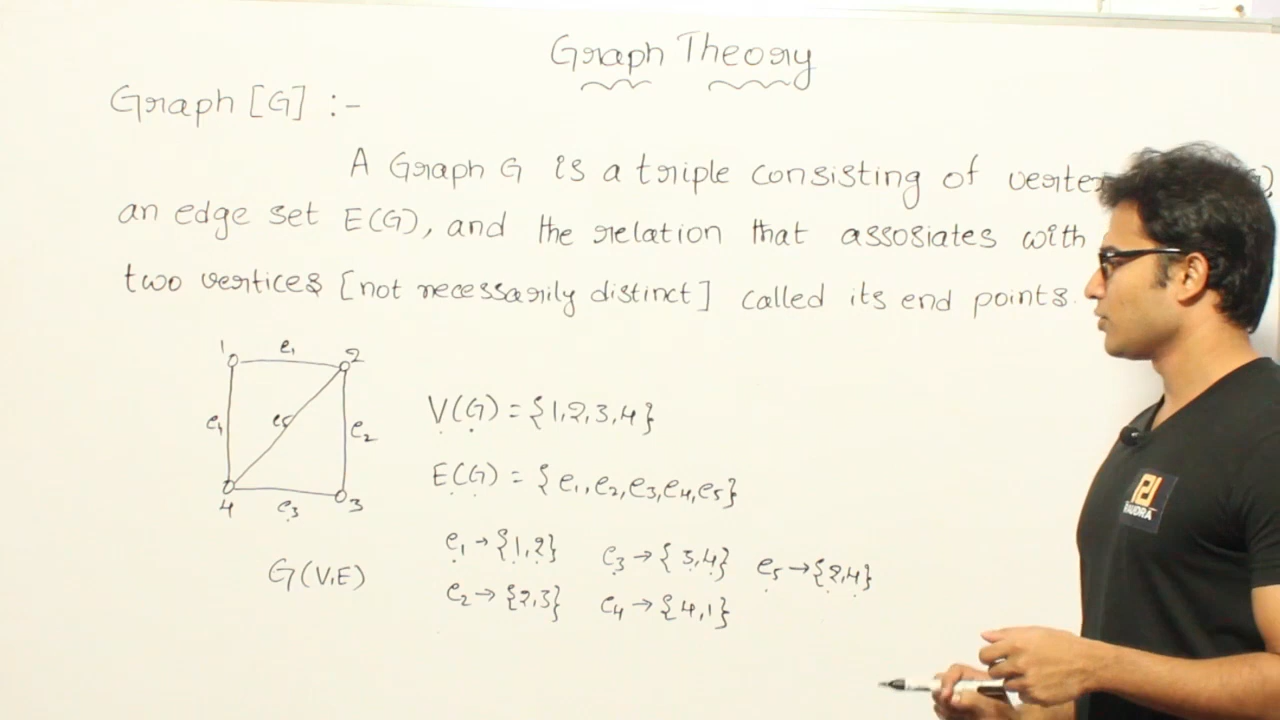 Graph Theory
Graph [G] :-
A Graph G is a triple consisting of
an edge set E(G), and the relation that assosiates with
two vertices [not necessarily distinct] called its end points.
1 e₁ 2
e₄ e₅ e₂
4 e₃ 3
G(V,E)
V(G) = {1,2,3,4}
E(G) = {e₁,e₂,e₃,e₄,e₅}
e₁→{1,2} e₃→{3,4} e₅→{2,4}
e₂→{2,3} e₄→{4,1}